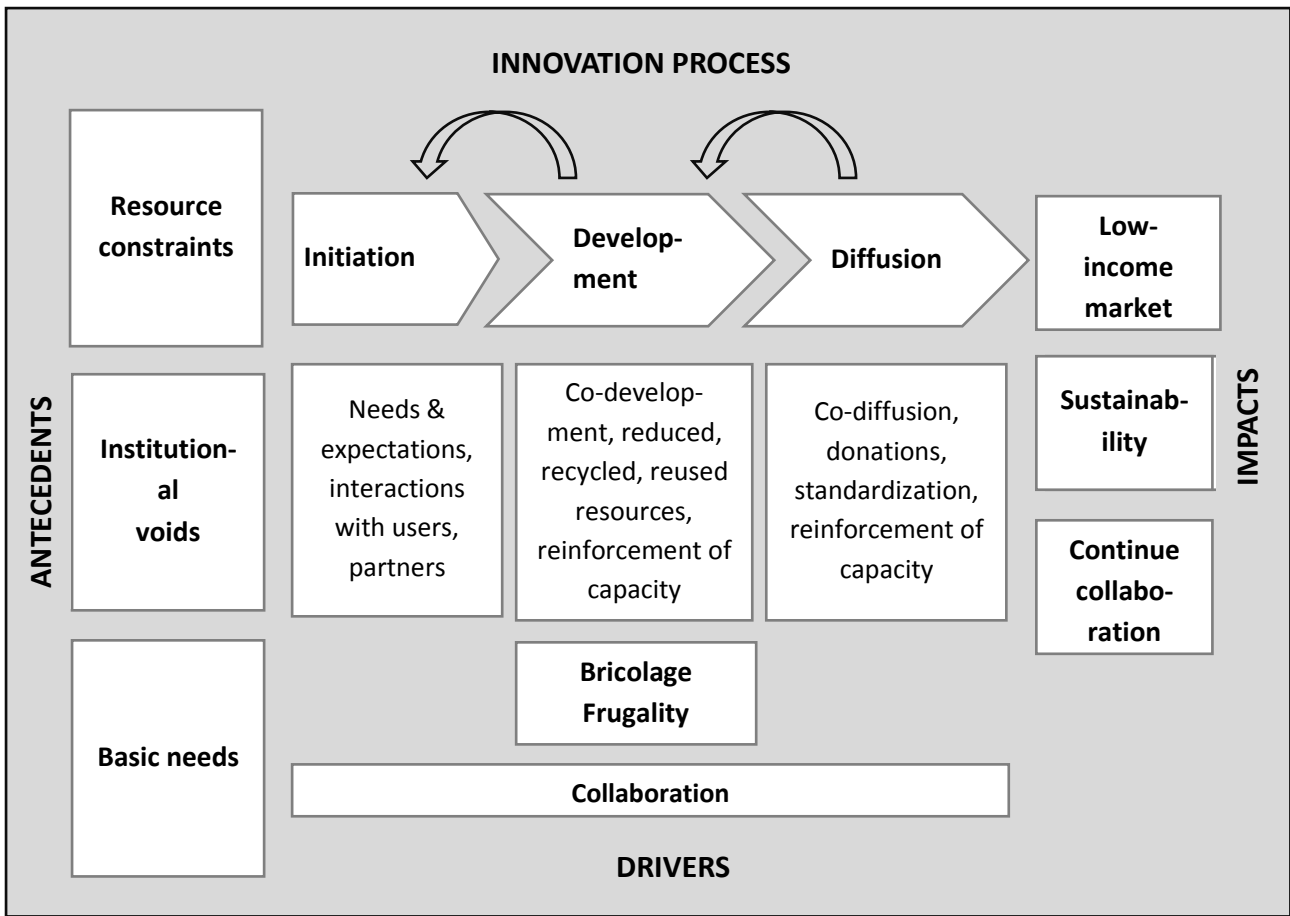 INNOVATION PROCESS
Resource
constraints
Initiation
Develop-
ment
Diffusion
Low-
income
market
ANTECEDENTS
Institution-
al
voids
Needs &
expectations,
interactions
with users,
partners
Co-develop-
ment, reduced,
recycled, reused
resources,
reinforcement of
capacity
Co-diffusion,
donations,
standardization,
reinforcement of
capacity
Sustainab-
ility
IMPACTS
Continue
collabo-
ration
Basic needs
Bricolage
Frugality
Collaboration
DRIVERS